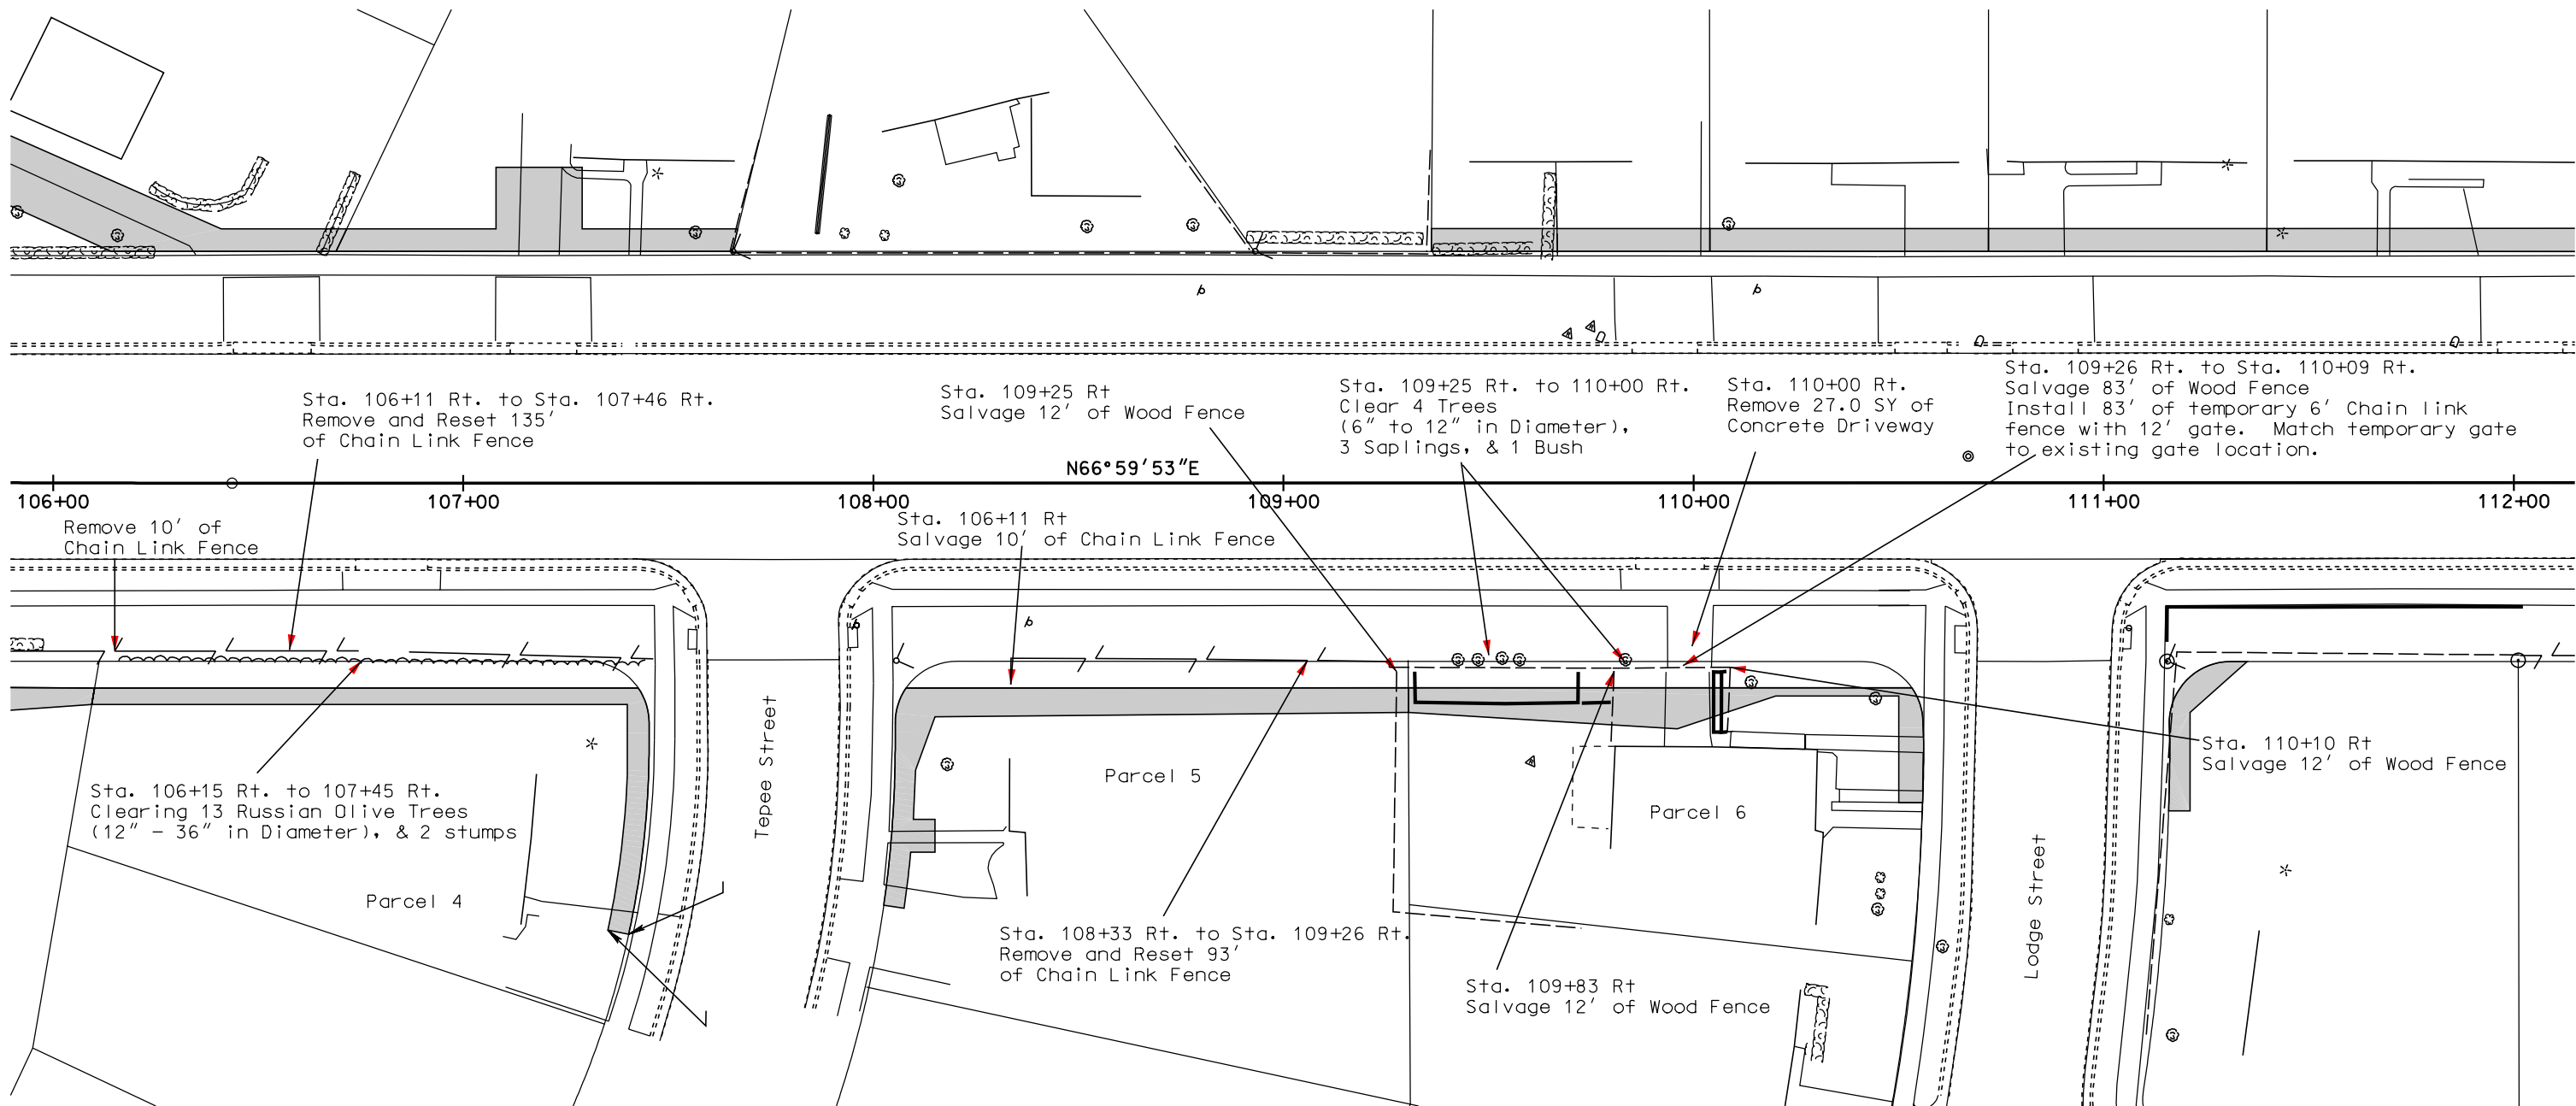 Sta. 106+11 Rt. to Sta. 107+46 Rt.
Remove and Reset 135'
of Chain Link Fence
Sta. 109+25 Rt
Salvage 12' of Wood Fence
Sta. 109+25 Rt. to 110+00 Rt.
Clear 4 Trees
(6" to 12" in Diameter),
3 Saplings, & 1 Bush
Sta. 110+00 Rt.
Remove 27.0 SY of
Concrete Driveway
Sta. 109+26 Rt. to Sta. 110+09 Rt.
Salvage 83' of Wood Fence
Install 83' of temporary 6' Chain link
fence with 12' gate.  Match temporary gate
to existing gate location.
N66°59'53"E
106+00
107+00
108+00
109+00
110+00
111+00
112+00
Remove 10' of
Chain Link Fence
Sta. 106+11 Rt
Salvage 10' of Chain Link Fence
Tepee Street
Sta. 106+15 Rt. to 107+45 Rt.
Clearing 13 Russian Olive Trees
(12" - 36" in Diameter), & 2 stumps
Parcel 4
Parcel 5
Parcel 6
Sta. 110+10 Rt
Salvage 12' of Wood Fence
Lodge Street
Sta. 108+33 Rt. to Sta. 109+26 Rt.
Remove and Reset 93'
of Chain Link Fence
Sta. 109+83 Rt
Salvage 12' of Wood Fence